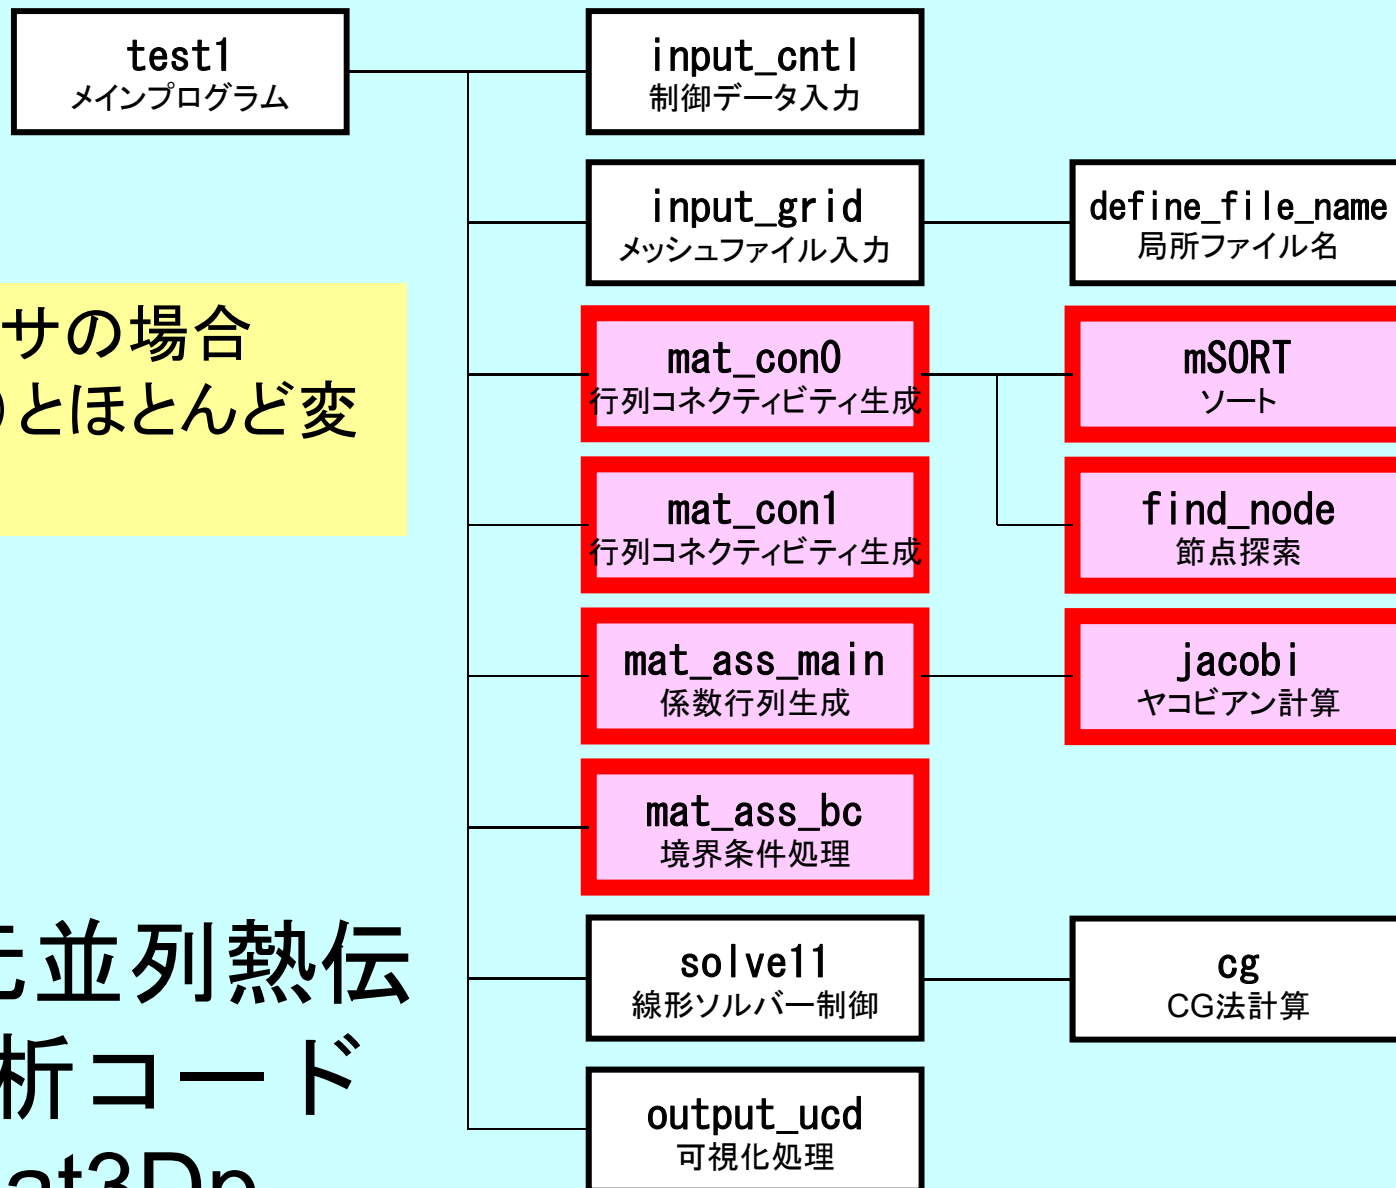 test1
メインプログラム
input_cntl
制御データ入力
input_grid
メッシュファイル入力
define_file_name
局所ファイル名
サの場合
とほとんど変
mat_con0
行列コネクティビティ生成
mSORT
ソート
mat_con1
行列コネクティビティ生成
find_node
節点探索
mat_ass_main
係数行列生成
jacobi
ヤコビアン計算
mat_ass_bc
境界条件処理
元並列熱伝
析コード
solve11
線形ソルバー制御
cg
CG法計算
output_ucd
可視化処理
at3Dp